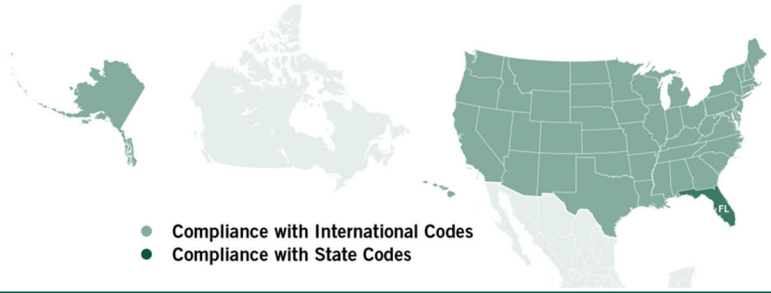 FL
Compliance with International Codes
Compliance with State Codes